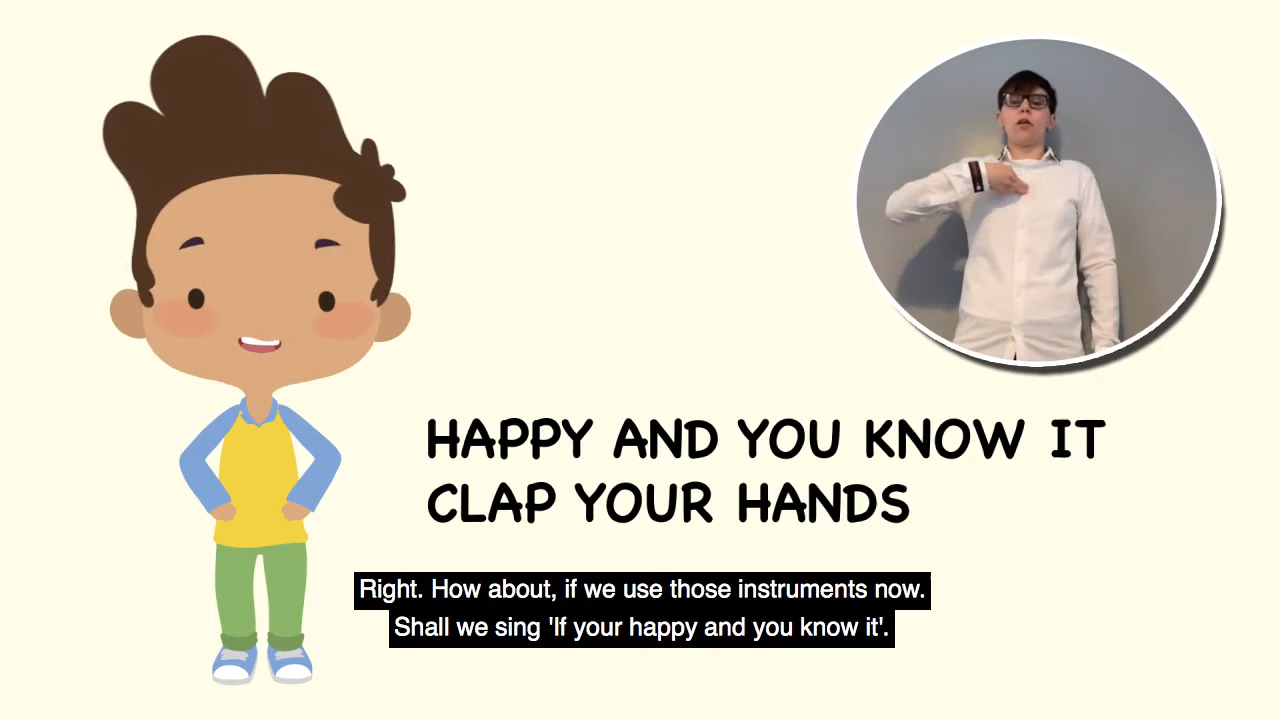 HAPPY AND YOU KNOW IT
CLAP YOUR HANDS
Right. How about, if we use those instruments now.
Shall we sing 'If your happy and you know it'.